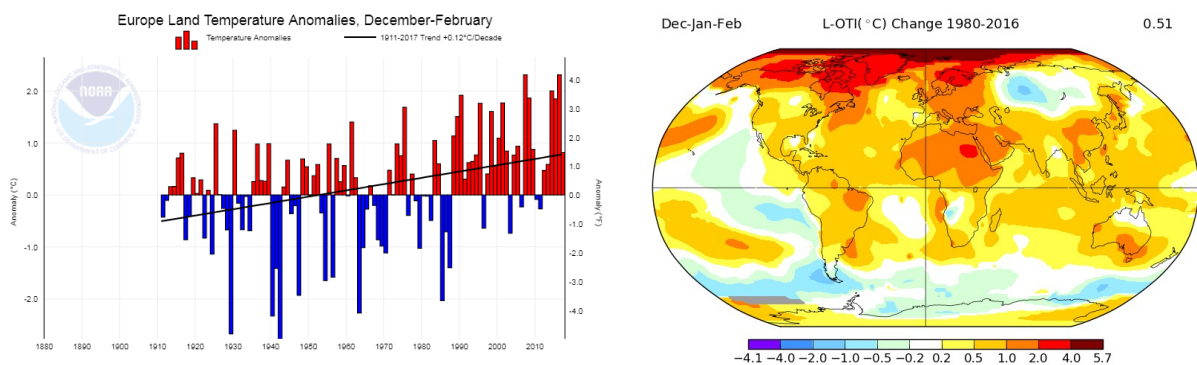 Europe Land Temperature Anomalies, December-February
Temperature Anomalies
1911-2017 Trend +0.12°C/Decade
noaa
2.0
1.0
0.0
-1.0
-2.0
Anomaly (°C)
4.0
3.0
2.0
1.0
0.0
-1.0
-2.0
-3.0
-4.0
Anomaly (°F)
1880 1890 1900 1910 1920 1930 1940 1950 1960 1970 1980 1990 2000 2010
Dec-Jan-Feb L-OTI(°C) Change 1980-2016 0.51
−4.1 −4.0 −2.0 −1.0 −0.5 −0.2 0.2 0.5 1.0 2.0 4.0 5.7